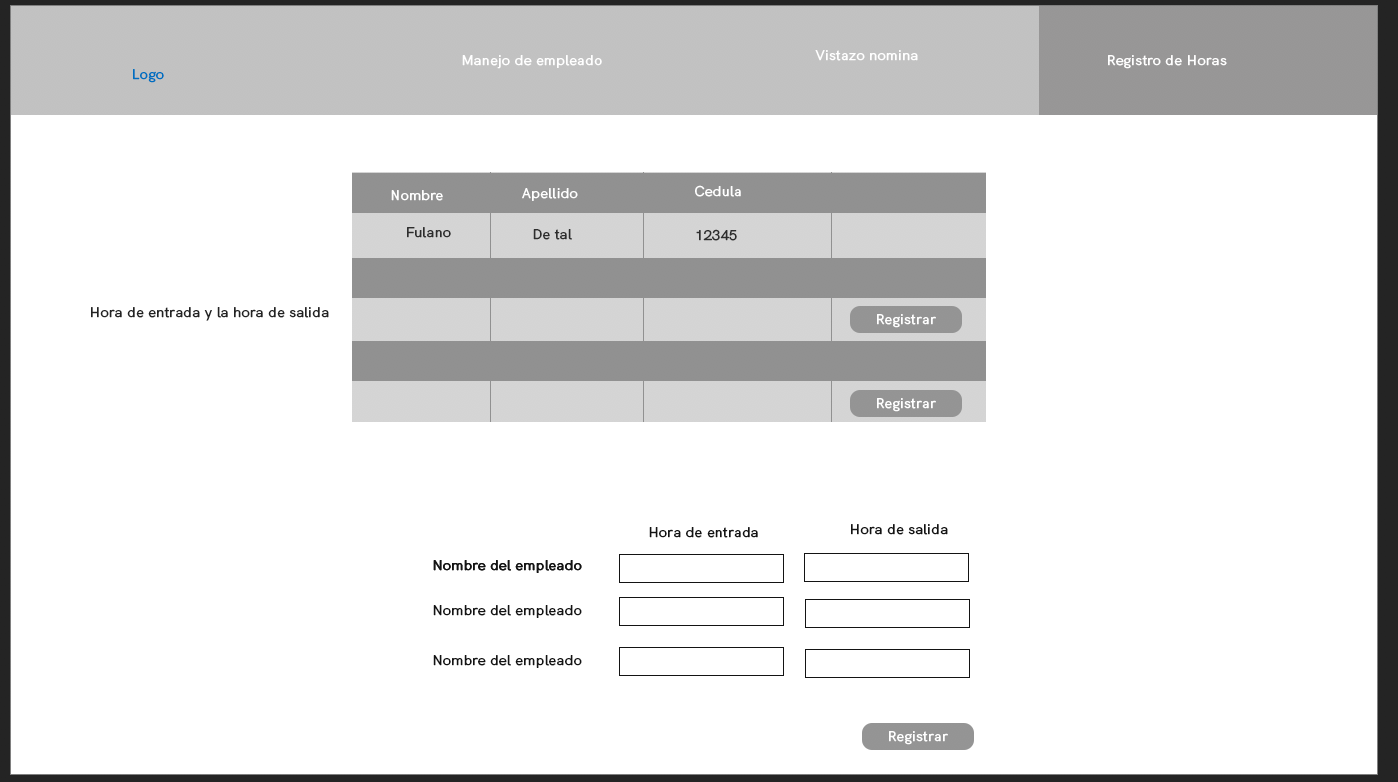 Logo
Manejo de empleado
Vistazo nomina
Registro de Horas
Nombre
Apellido
Cedula
Fulano
De tal
12345
Hora de entrada y la hora de salida
Registrar
Registrar
Hora de entrada
Hora de salida
Nombre del empleado
Nombre del empleado
Nombre del empleado
Registrar